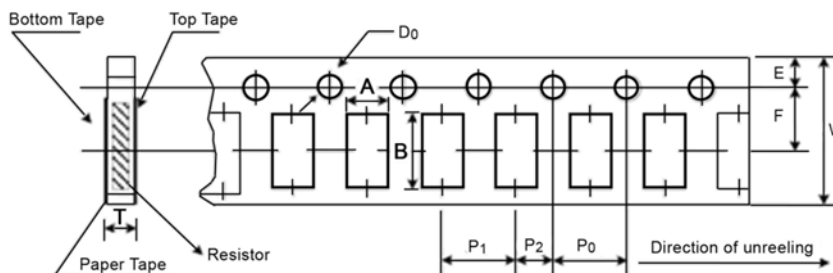 Bottom Tape
Top Tape
D0
A
E
F
W
B
T
P1
P2
P0
Resistor
Direction of unreeling
Paper Tape